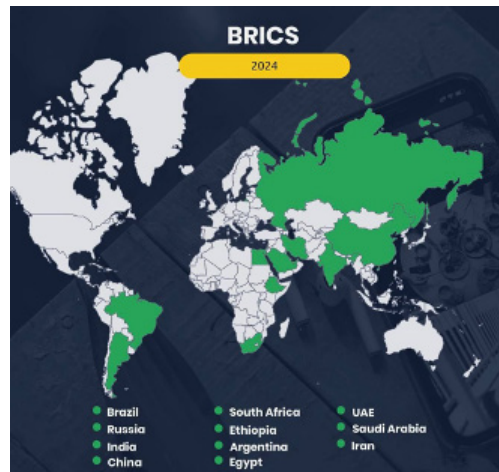 BRICS
2024
Brazil
Russia
India
China
South Africa
Ethiopia
Argentina
Egypt
UAE
Saudi Arabia
Iran